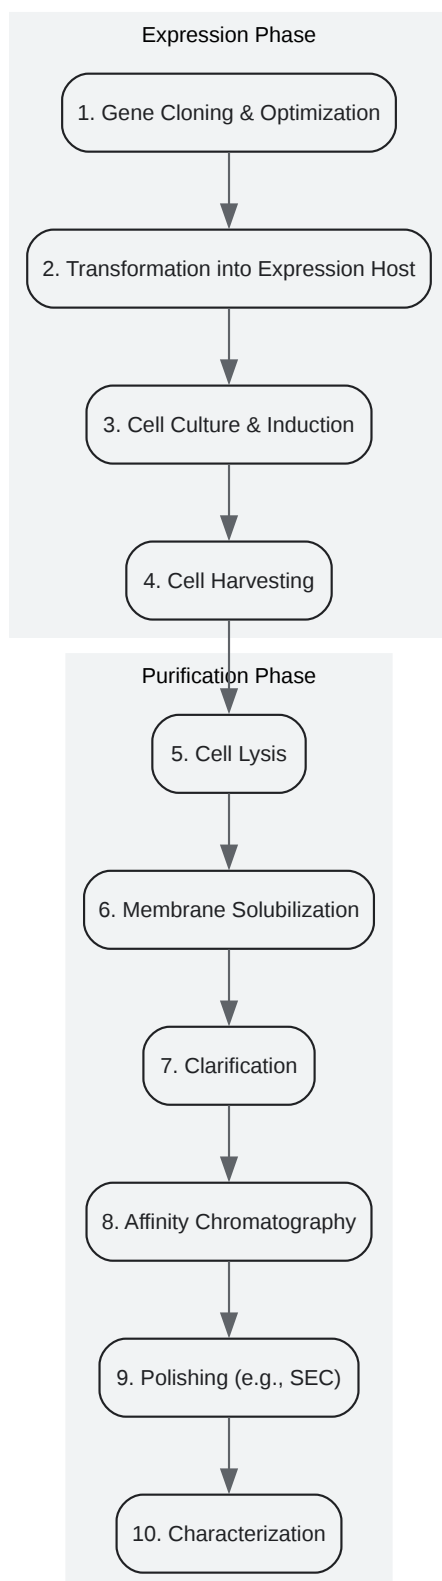 Expression Phase
1. Gene Cloning & Optimization
2. Transformation into Expression Host
3. Cell Culture & Induction
4. Cell Harvesting
Purification Phase
5. Cell Lysis
6. Membrane Solubilization
7. Clarification
8. Affinity Chromatography
9. Polishing (e.g., SEC)
10. Characterization